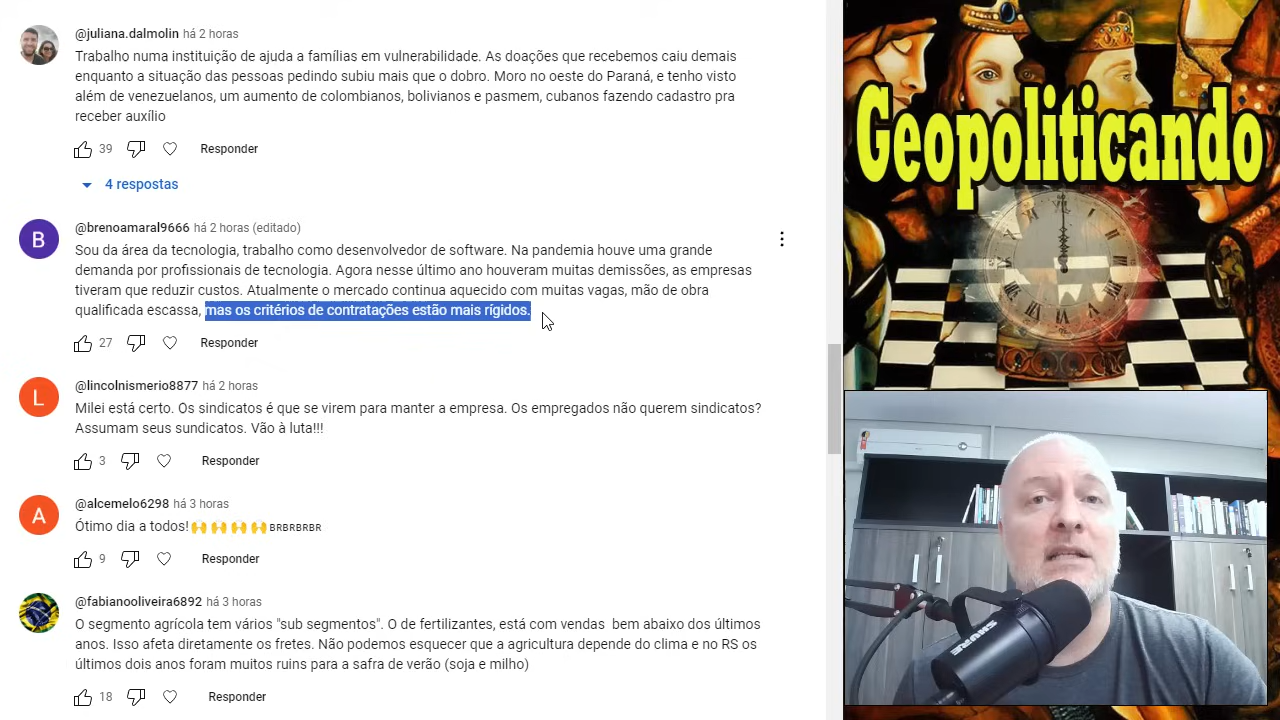 @juliana.dalmolin há 2 horas
Trabalho numa instituição de ajuda a famílias em vulnerabilidade. As doações que recebemos caiu demais
enquanto a situação das pessoas pedindo subiu mais que o dobro. Moro no oeste do Paraná, e tenho visto
além de venezuelanos, um aumento de colombianos, bolivianos e pasmem, cubanos fazendo cadastro pra
receber auxílio
39 Responder
4 respostas
B
@brenoamaral9666 há 2 horas (editado)
Sou da área da tecnologia, trabalho como desenvolvedor de software. Na pandemia houve uma grande
demanda por profissionais de tecnologia. Agora nesse último ano houveram muitas demissões, as empresas
tiveram que reduzir custos. Atualmente o mercado continua aquecido com muitas vagas, mão de obra
qualificada escassa, mas os critérios de contratações estão mais rígidos.
27 Responder
L
@lincolnismerio8877 há 2 horas
Milei está certo. Os sindicatos é que se virem para manter a empresa. Os empregados não querem sindicatos?
Assumam seus sundicatos. Vão à luta!!!
3 Responder
A
@alcemelo6298 há 3 horas
Ótimo dia a todos!🙌🙌🙌🙌BRBRBRBR
9 Responder
@fabianooliveira6892 há 3 horas
O segmento agrícola tem vários "sub segmentos". O de fertilizantes, está com vendas  bem abaixo dos últimos
anos. Isso afeta diretamente os fretes. Não podemos esquecer que a agricultura depende do clima e no RS os
últimos dois anos foram muitos ruins para a safra de verão (soja e milho)
18 Responder
Geopoliticando
SHURE